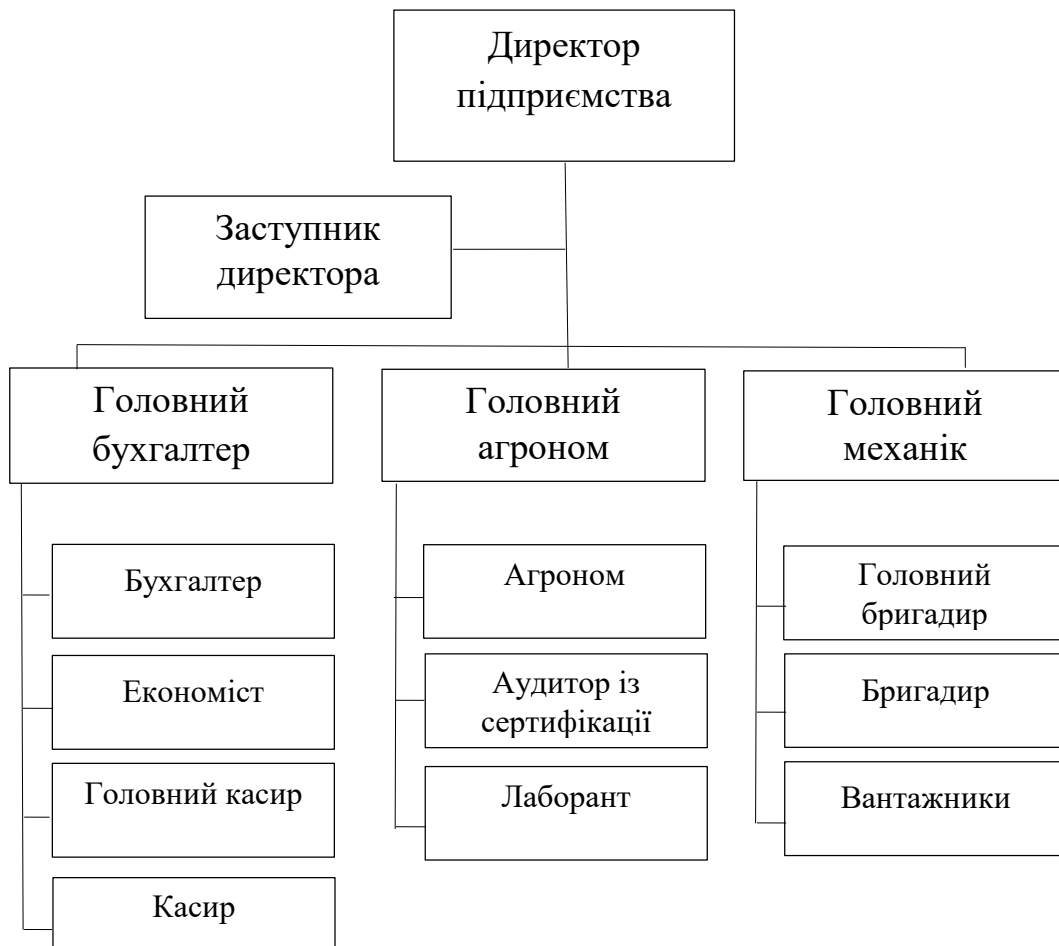 Директор
підприємства
Заступник
директора
Головний
бухгалтер
Головний
агроном
Головний
механік
Бухгалтер
Економіст
Головний касир
Касир
Агроном
Аудитор із
сертифікації
Лаборант
Головний
бригадир
Бригадир
Вантажники